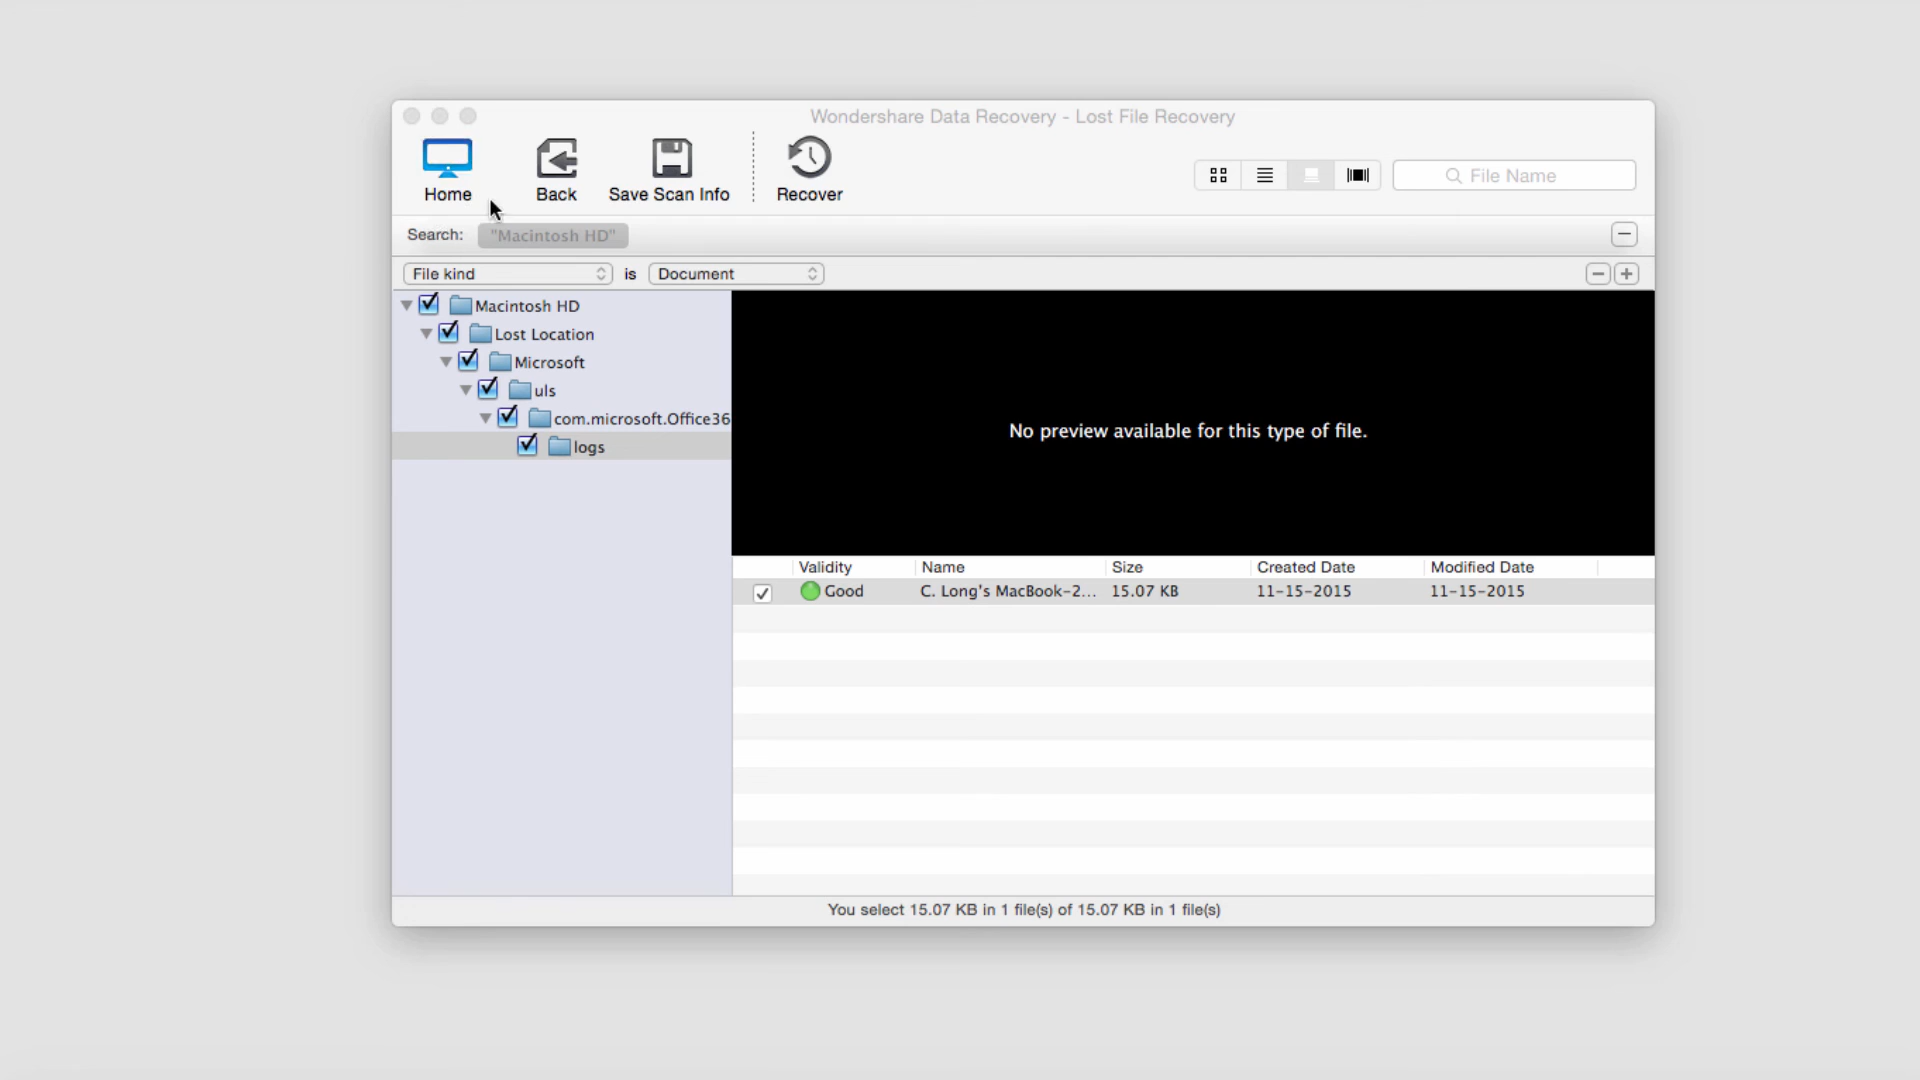 Wondershare Data Recovery - Lost File Recovery
Home Back Save Scan Info Recover File Name
Search: "Macintosh HD"
File kind is Document
Macintosh HD
Lost Location
Microsoft
uls
com.microsoft.Office36
logs
No preview available for this type of file.
Validity Name Size Created Date Modified Date
Good C. Long's MacBook-2... 15.07 KB 11-15-2015 11-15-2015
You select 15.07 KB in 1 file(s) of 15.07 KB in 1 file(s)